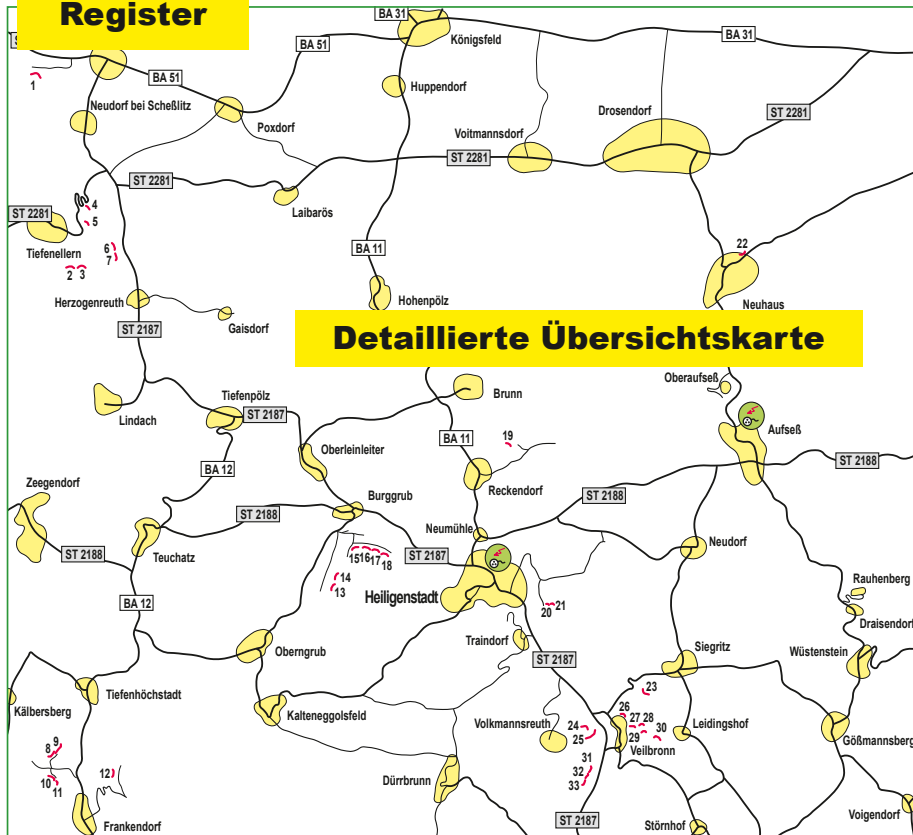 Register
BA 31
Königsfeld
BA 51
BA 31
BA 51
1
Huppendorf
Neudorf bei Scheßlitz
Poxdorf
Voitmannsdorf
Drosendorf
ST 2281
ST 2281
ST 2281
4
ST 2281
5
Laibarös
Tiefenellern
6
7
2 3
BA 11
22
Herzogenreuth
Hohenpölz
Neuhaus
ST 2187
Gaisdorf
Detaillierte Übersichtskarte
Oberaufseß
Brunn
Lindach
Tiefenpölz
ST 2187
Aufseß
BA 11
19
Oberleinleiter
BA 12
ST 2188
Zeegendorf
Reckendorf
Burggrub
ST 2188
ST 2188
Neumühle
Teuchatz
ST 2188
ST 2187
Neudorf
15 16 17 18
14
13
Heiligenstadt
Rauhenberg
BA 12
20 21
Draisendorf
Traindorf
Oberngrub
Siegritz
Wüstenstein
ST 2187
Tiefenhöchstadt
23
Kälbersberg
Kalteneggolsfeld
26
Volkmannsreuth
24
27 28
Leidingshof
25
29
30
8 9
Veilbronn
Gößmannsberg
31
12
32
10
33
11
Dürrbrunn
Voigendorf
Frankendorf
ST 2187
Störnhof